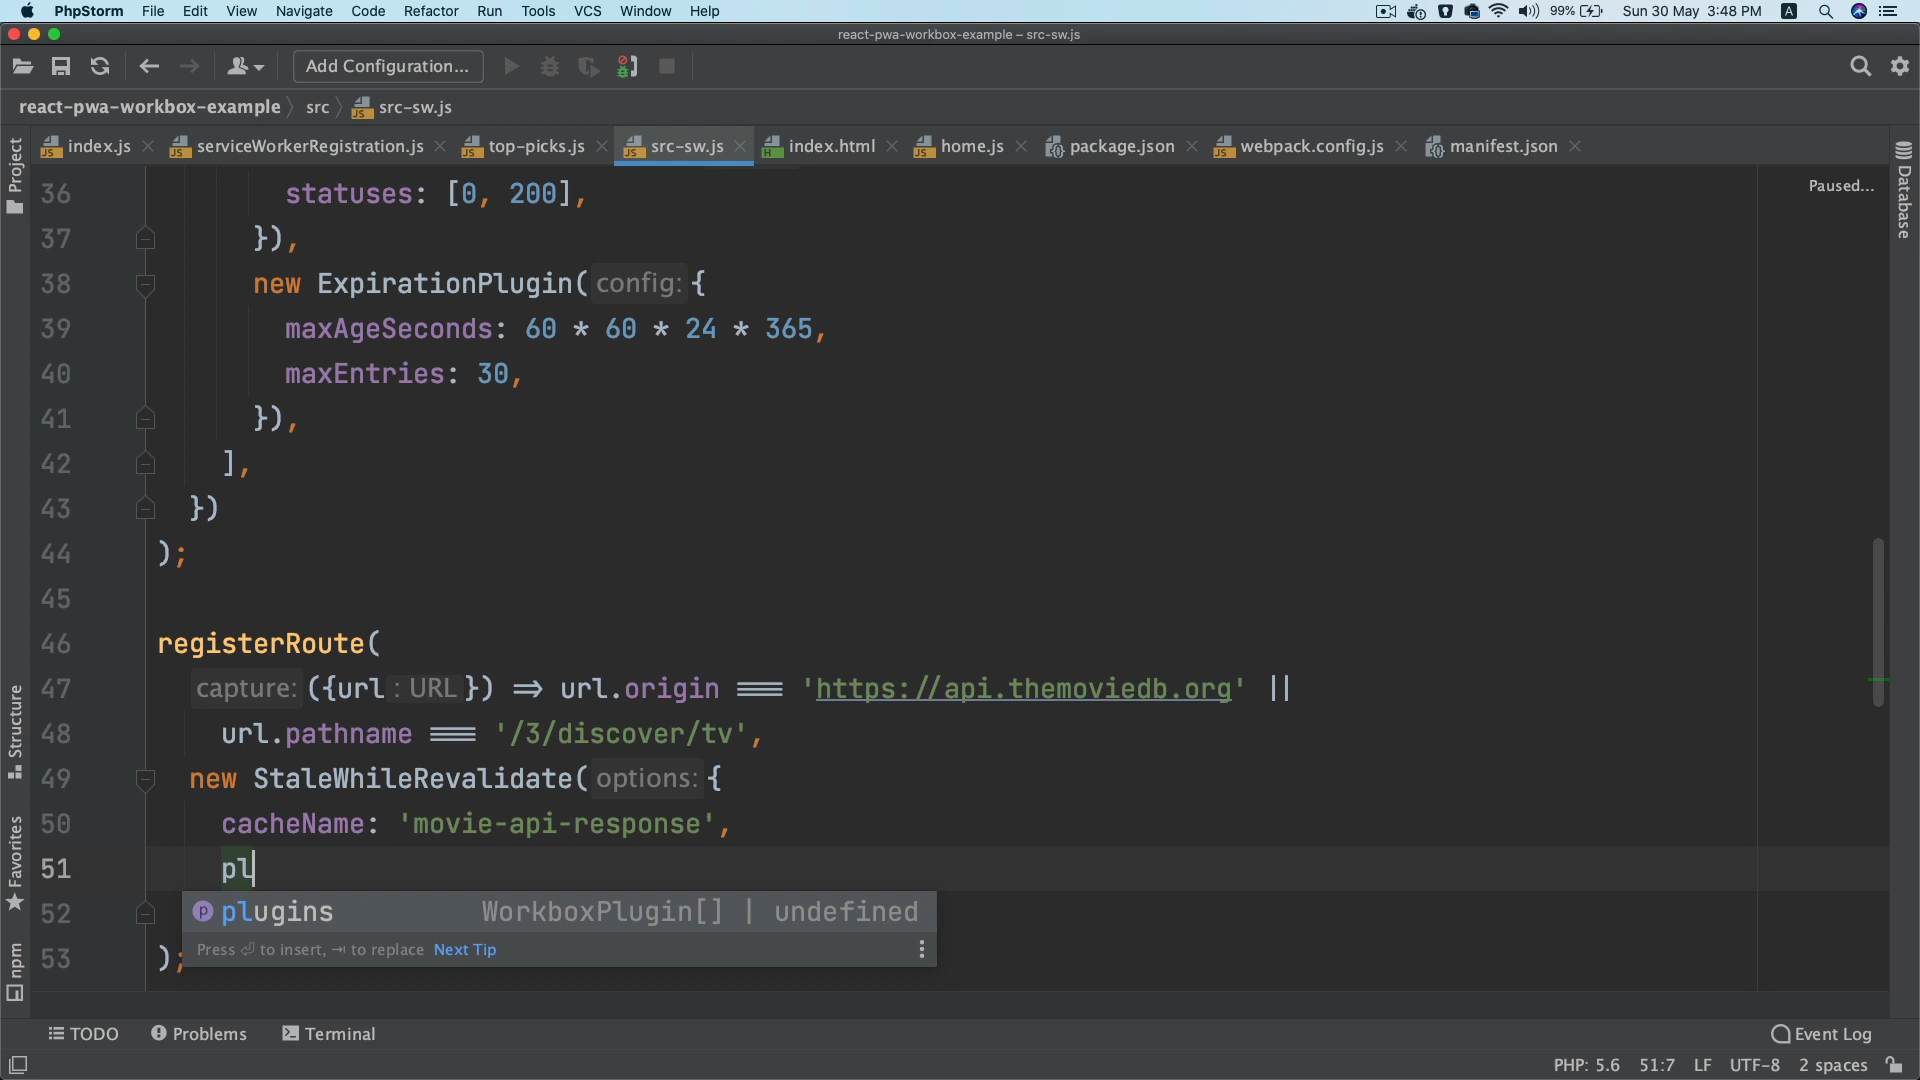 PhpStorm File Edit View Navigate Code Refactor Run Tools VCS Window Help 99% Sun 30 May 3:48 PM A
react-pwa-workbox-example – src-sw.js
Add Configuration...
react-pwa-workbox-example src src-sw.js
index.js serviceWorkerRegistration.js top-picks.js src-sw.js index.html home.js package.json webpack.config.js manifest.json
Project
Structure
Favorites
npm
Database
Paused...
36 statuses: [0, 200],
37 }),
38 new ExpirationPlugin( config: {
39 maxAgeSeconds: 60 * 60 * 24 * 365,
40 maxEntries: 30,
41 }),
42 ],
43 })
44 );
45
46 registerRoute(
47 capture: ({url : URL }) => url.origin === 'https://api.themoviedb.org' ||
48 url.pathname === '/3/discover/tv',
49 new StaleWhileRevalidate( options: {
50 cacheName: 'movie-api-response',
51 pl
52
plugins WorkboxPlugin[] | undefined
Press ⏎ to insert, ⇥ to replace Next Tip
53 );
TODO Problems Terminal Event Log
PHP: 5.6 51:7 LF UTF-8 2 spaces